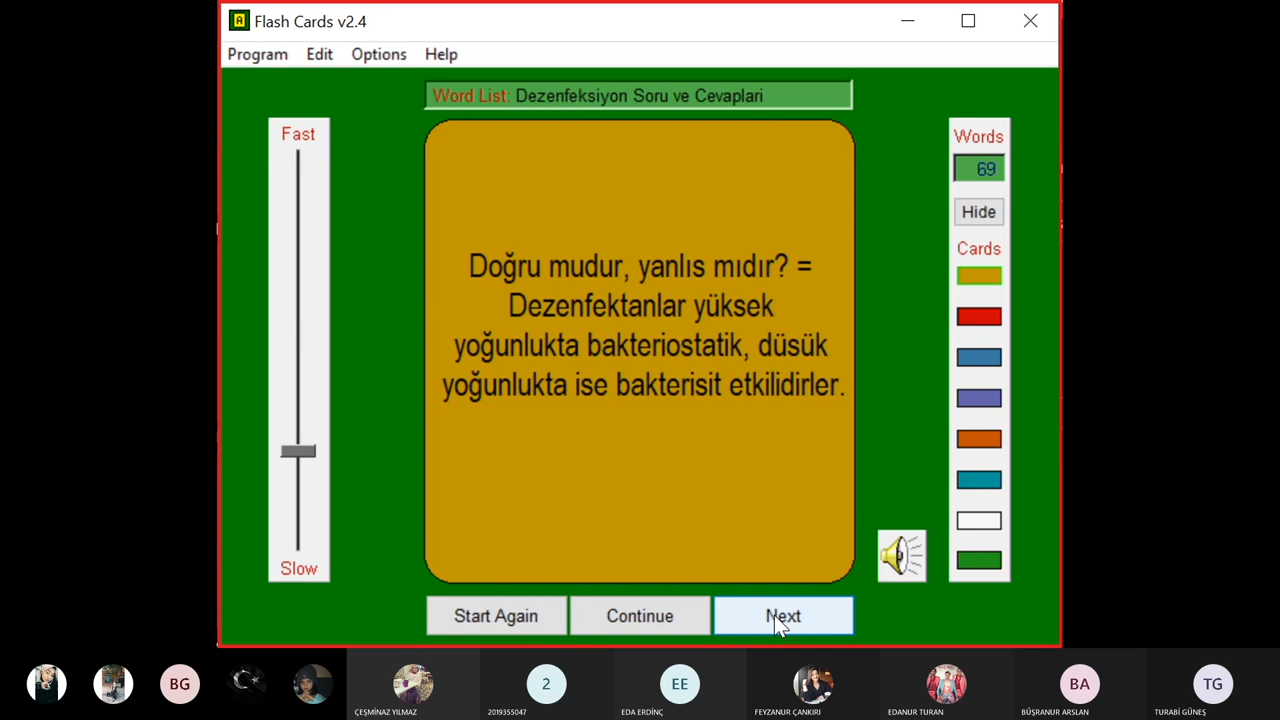 A
Flash Cards v2.4
Program Edit Options Help
Word List: Dezenfeksiyon Soru ve Cevaplari
Fast
Slow
Doğru mudur, yanlıs mıdır? =
Dezenfektanlar yüksek
yoğunlukta bakteriostatik, düsük
yoğunlukta ise bakterisit etkilidirler.
Words
69
Hide
Cards
Start Again Continue Next
BG 2 EE BA TG
ÇEŞMİNAZ YILMAZ 2019355047 EDA ERDİNÇ FEYZANUR ÇANKIRI EDANUR TURAN BÜŞRANUR ARSLAN TURABİ GÜNEŞ